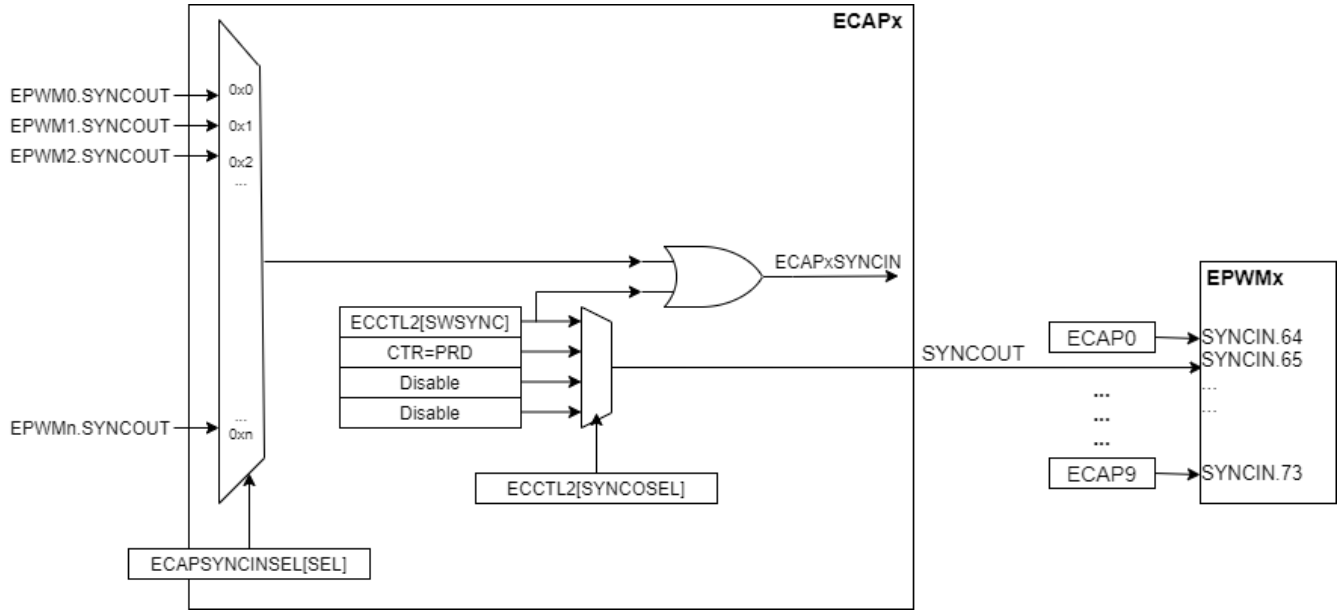 ECAPx
EPWM0.SYNCOUT
0x0
EPWM1.SYNCOUT
0x1
EPWM2.SYNCOUT
0x2
...
ECAPxSYNCIN
EPWMx
ECCTL2[SWSYNC]
CTR=PRD
Disable
Disable
SYNCOUT
ECAP0
SYNCIN.64
SYNCIN.65
...
...
...
...
...
EPWMn.SYNCOUT
...
0xn
ECAP9
SYNCIN.73
ECCTL2[SYNCOSEL]
ECAPSYNCINSEL[SEL]